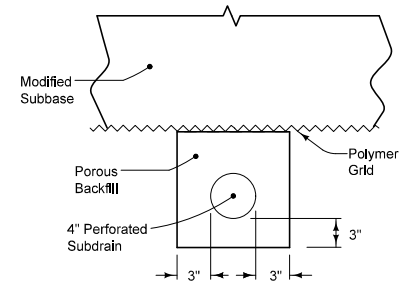 Modified
Subbase
Polymer
Grid
Porous
Backfill
4" Perforated
Subdrain
3"
3"
3"